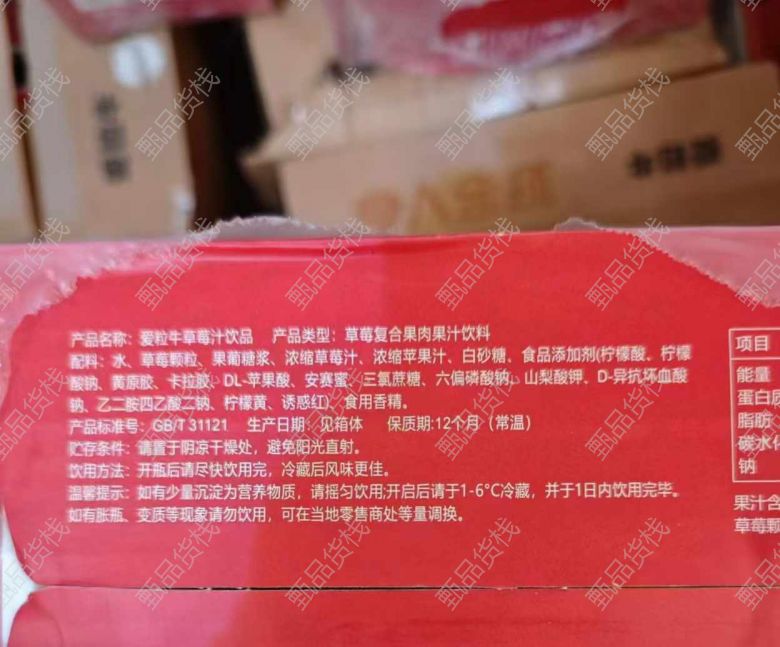 产品名称：爱粒牛草莓汁饮品 产品类型：草莓复合果肉果汁饮料
配料：水、草莓颗粒、果葡糖浆、浓缩草莓汁、浓缩苹果汁、白砂糖、食品添加剂(柠檬酸、柠檬
酸钠、黄原胶、卡拉胶、DL-苹果酸、安赛蜜、三氯蔗糖、六偏磷酸钠、山梨酸钾、D-异抗坏血酸
钠、乙二胺四乙酸二钠、柠檬黄、诱惑红)、食用香精。
产品标准号：GB/T 31121 生产日期：见箱体 保质期:12个月（常温）
贮存条件：请置于阴凉干燥处，避免阳光直射。
饮用方法：开瓶后请尽快饮用完，冷藏后风味更佳。
温馨提示：如有少量沉淀为营养物质，请摇匀饮用;开启后请于1-6°C冷藏，并于1日内饮用完毕。
如有胀瓶、变质等现象请勿饮用，可在当地零售商处等量调换。
项目
能量
蛋白质
脂肪
碳水化
钠
果汁含
草莓颗
甄品货栈